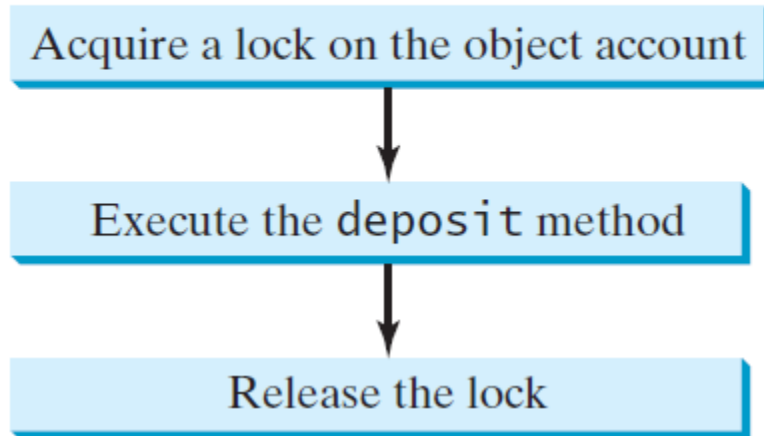 Acquire a lock on the object account
Execute the deposit method
Release the lock